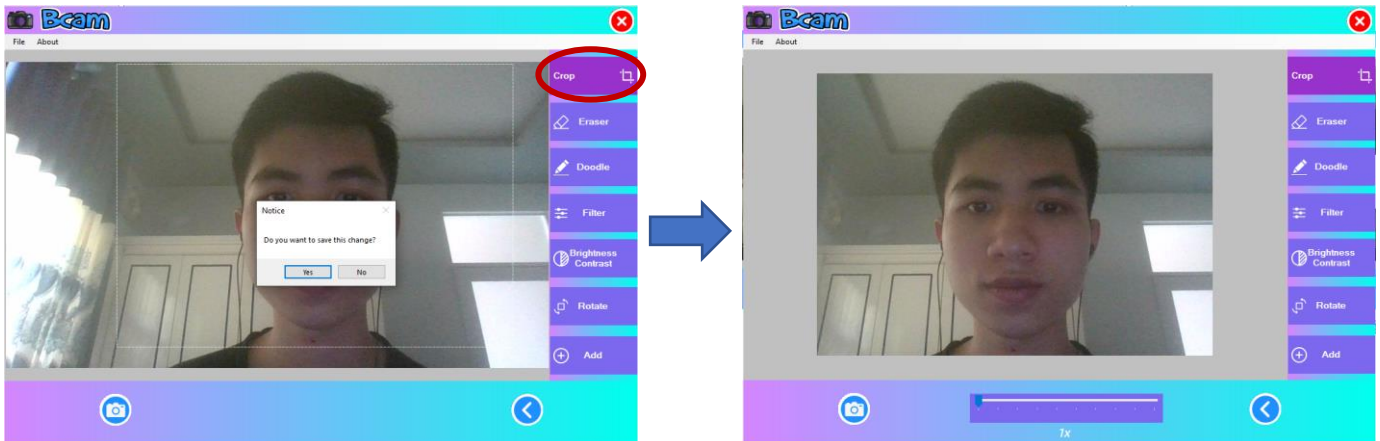 Bcam
File About
Crop
Eraser
Doodle
Filter
Brightness
Contrast
Rotate
Add
Notice
Do you want to save this change?
Yes No
Bcam
File About
Crop
Eraser
Doodle
Filter
Brightness
Contrast
Rotate
Add
1x